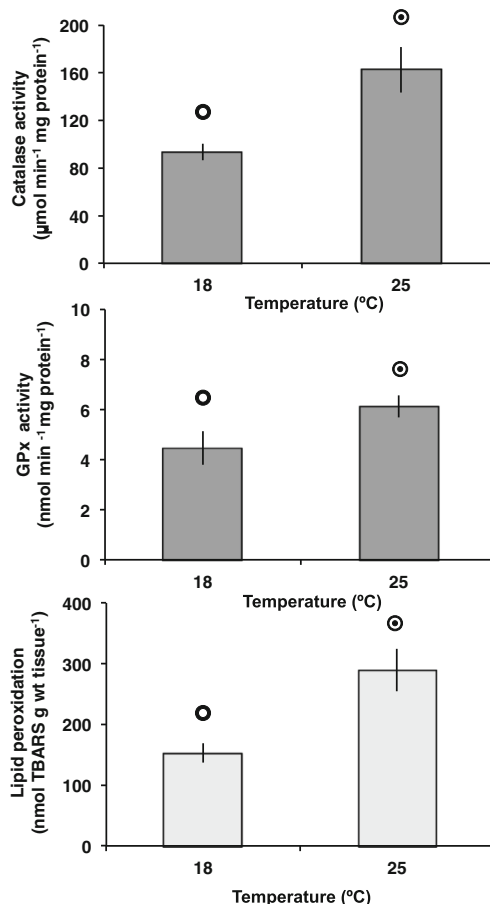 Catalase activity
(µmol min⁻¹ mg protein⁻¹)
200
160
120
80
40
0
18
25
Temperature (ºC)
GPx activity
(nmol min ⁻¹ mg protein⁻¹)
10
8
6
4
2
0
18
25
Temperature (ºC)
Lipid peroxidation
(nmol TBARS g wt tissue⁻¹)
400
300
200
100
0
18
25
Temperature (ºC)